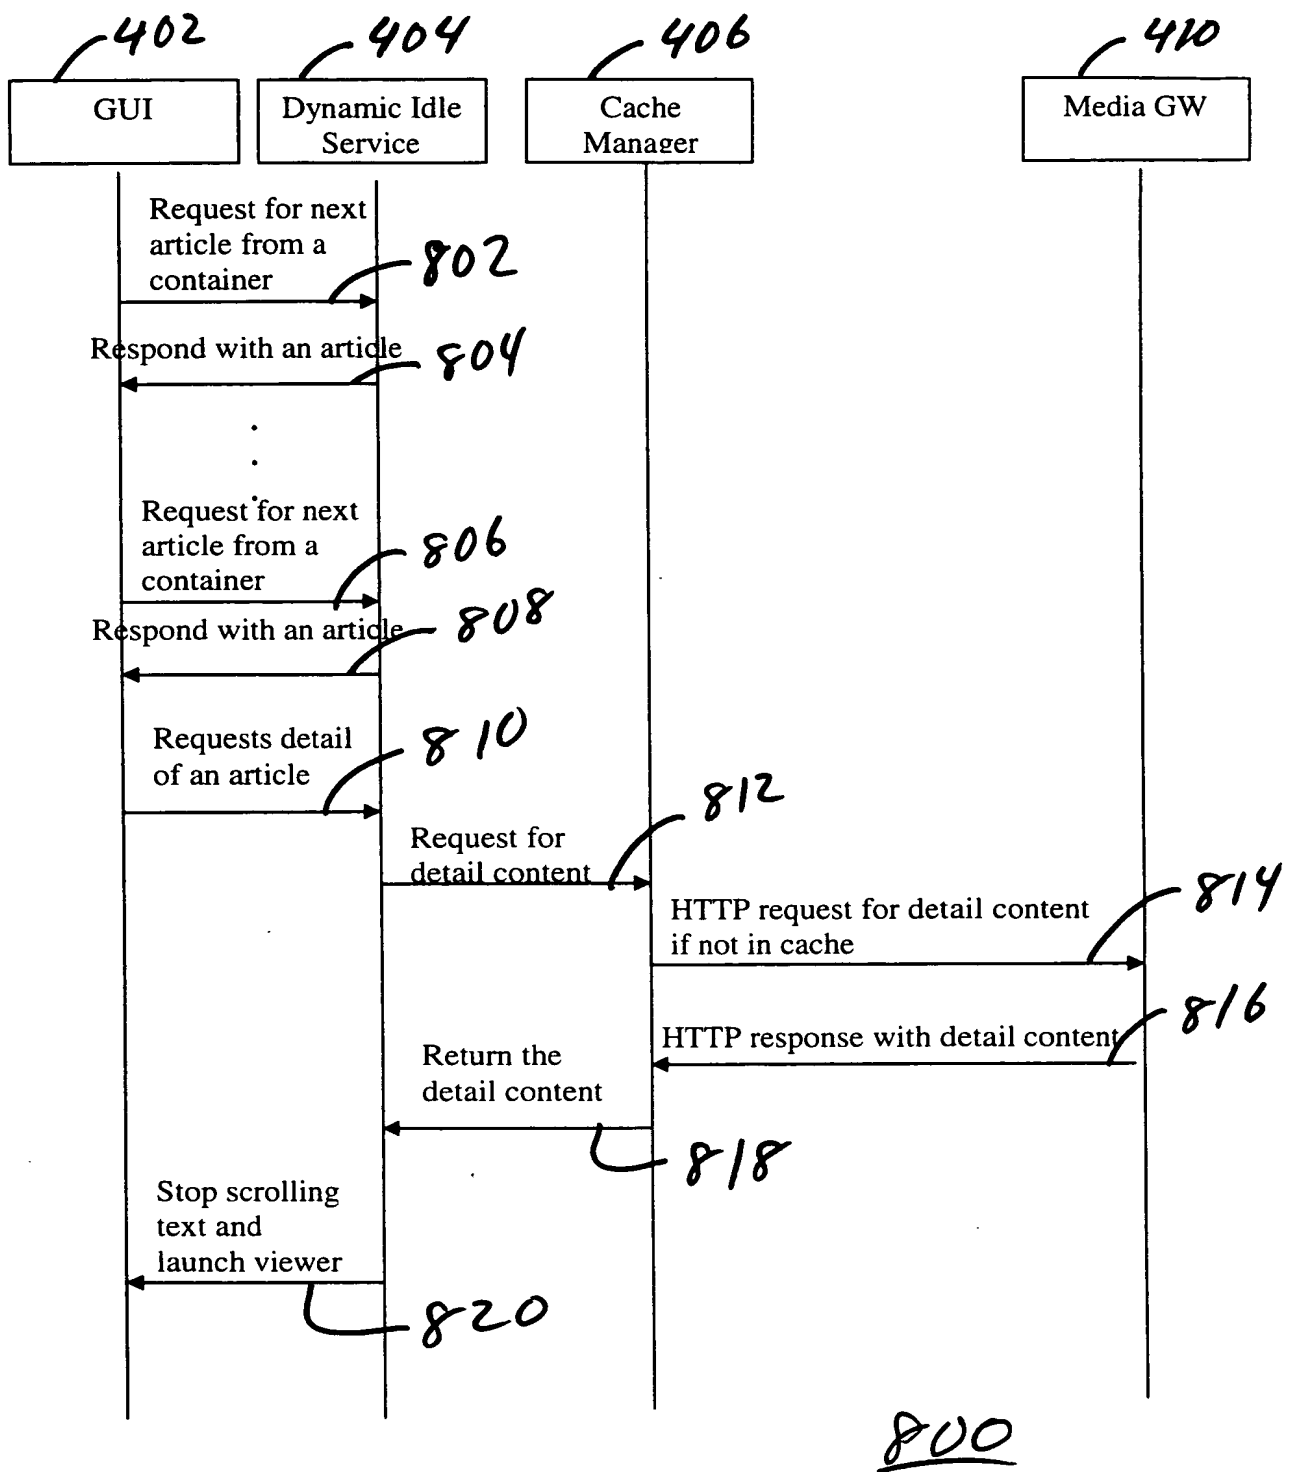 402
404
406
410
GUI
Dynamic Idle
Service
Cache
Manager
Media GW
Request for next
article from a
container
802
Respond with an article
804
Request for next
article from a
container
806
Respond with an article
808
Requests detail
of an article
810
Request for
detail content
812
HTTP request for detail content
if not in cache
814
HTTP response with detail content
816
Return the
detail content
818
Stop scrolling
text and
launch viewer
820
800